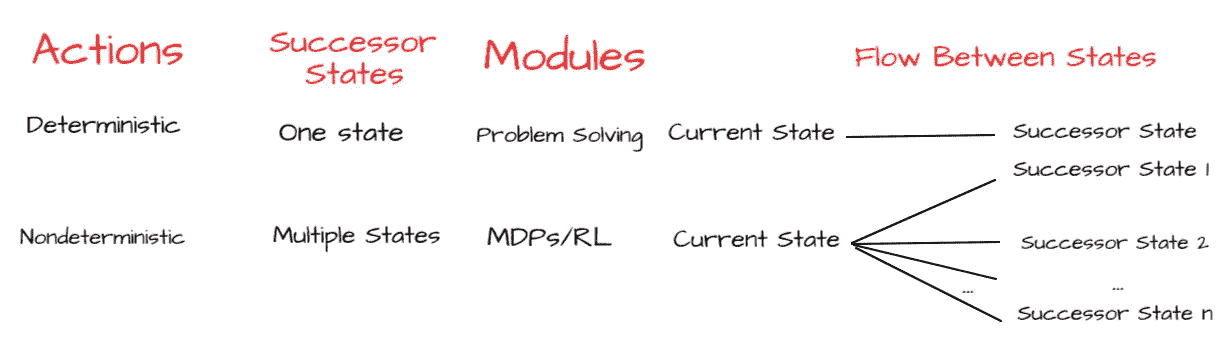 Actions
Successor
States
Modules
Flow Between States
Deterministic
One state
Problem Solving
Current State
Successor State
Successor State 1
Nondeterministic
Multiple States
MDPs/RL
Current State
Successor State 2
...
...
Successor State n